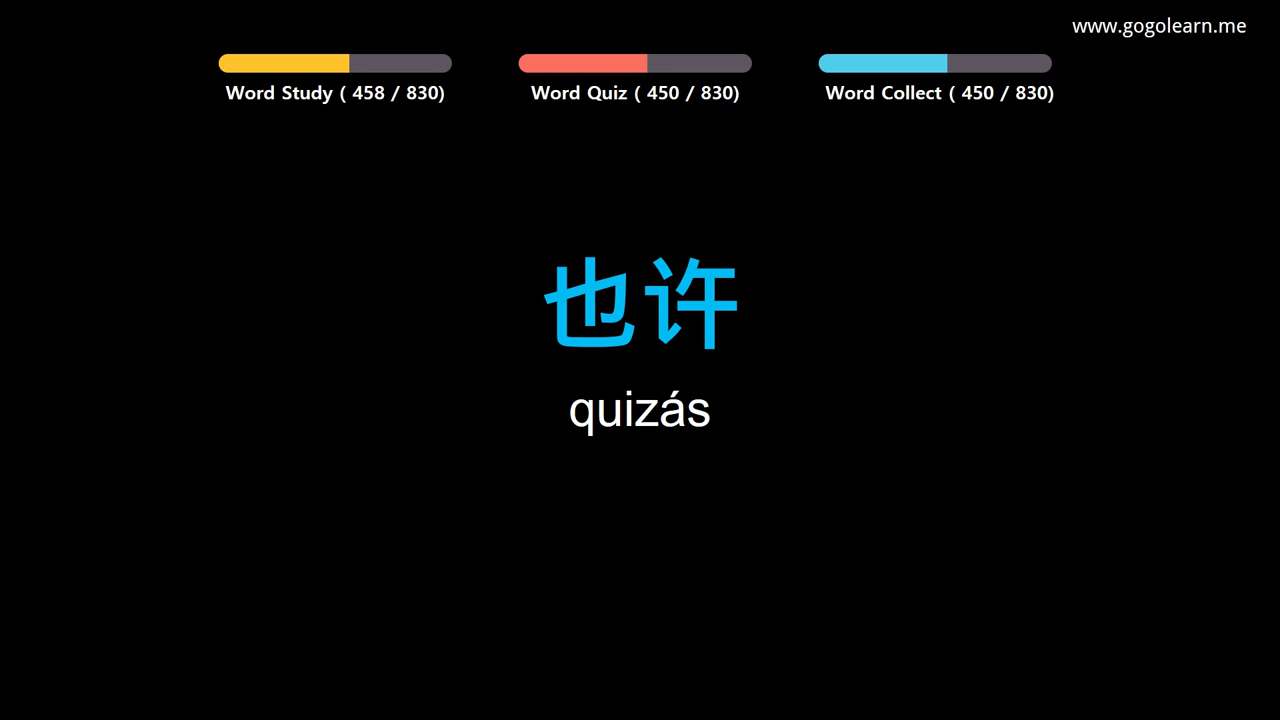 www.gogolearn.me
Word Study ( 458 / 830)
Word Quiz ( 450 / 830)
Word Collect ( 450 / 830)
也许
quizás